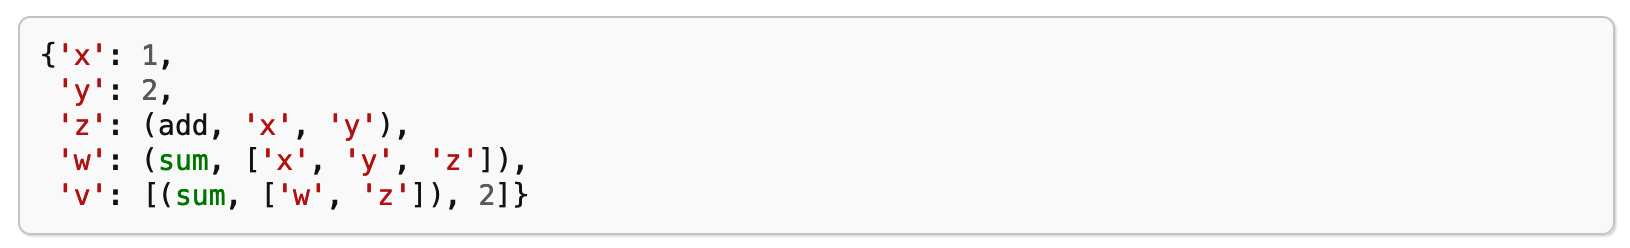 {'x': 1,
 'y': 2,
 'z': (add, 'x', 'y'),
 'w': (sum, ['x', 'y', 'z']),
 'v': [(sum, ['w', 'z']), 2]}